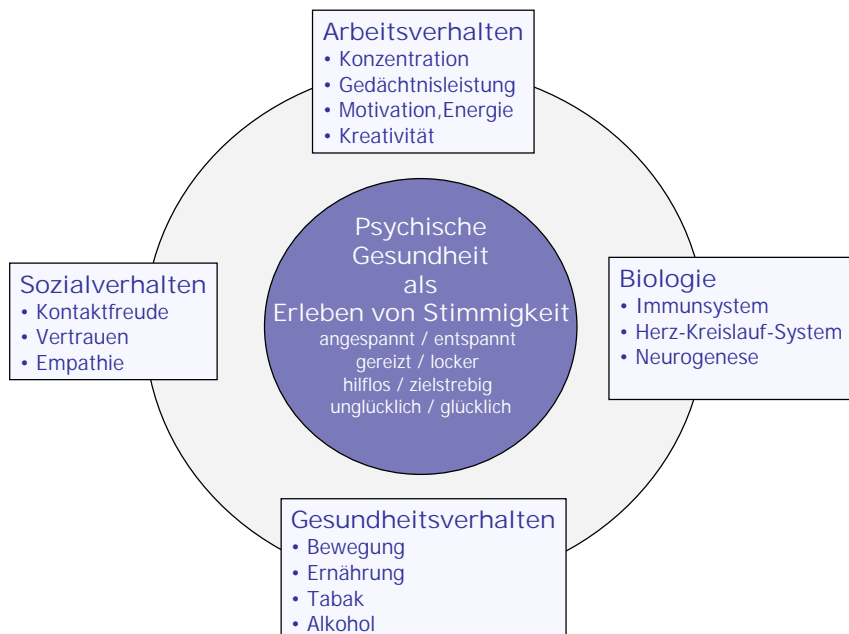 Arbeitsverhalten
• Konzentration
• Gedächtnisleistung
• Motivation,Energie
• Kreativität
Psychische
Gesundheit
als
Erleben von Stimmigkeit
angespannt / entspannt
gereizt / locker
hilflos / zielstrebig
unglücklich / glücklich
Sozialverhalten
• Kontaktfreude
• Vertrauen
• Empathie
Biologie
• Immunsystem
• Herz-Kreislauf-System
• Neurogenese
Gesundheitsverhalten
• Bewegung
• Ernährung
• Tabak
• Alkohol